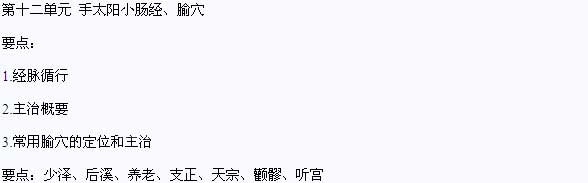 第十二单元 手太阳小肠经、腧穴
要点：
1.经脉循行
2.主治概要
3.常用腧穴的定位和主治
要点：少泽、后溪、养老、支正、天宗、颧髎、听宫